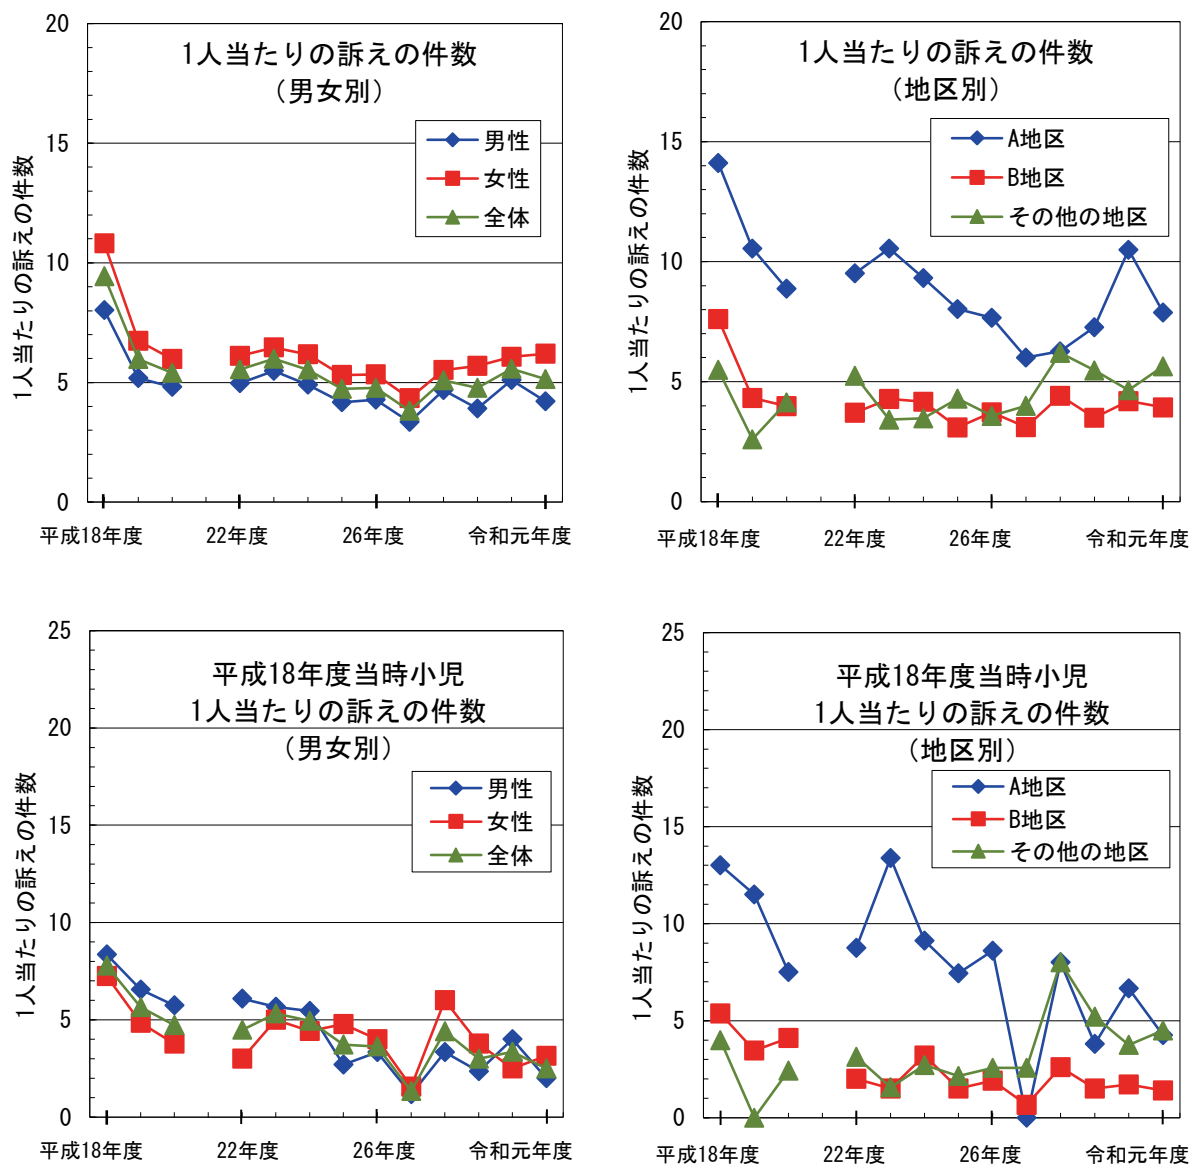 1人当たりの訴えの件数
（男女別）
男性
女性
全体
1人当たりの訴えの件数
20
15
10
5
0
平成18年度
22年度
26年度
令和元年度
1人当たりの訴えの件数
（地区別）
A地区
B地区
その他の地区
1人当たりの訴えの件数
20
15
10
5
0
平成18年度
22年度
26年度
令和元年度
平成18年度当時小児
1人当たりの訴えの件数
（男女別）
男性
女性
全体
1人当たりの訴えの件数
25
20
15
10
5
0
平成18年度
22年度
26年度
令和元年度
平成18年度当時小児
1人当たりの訴えの件数
（地区別）
A地区
B地区
その他の地区
1人当たりの訴えの件数
25
20
15
10
5
0
平成18年度
22年度
26年度
令和元年度